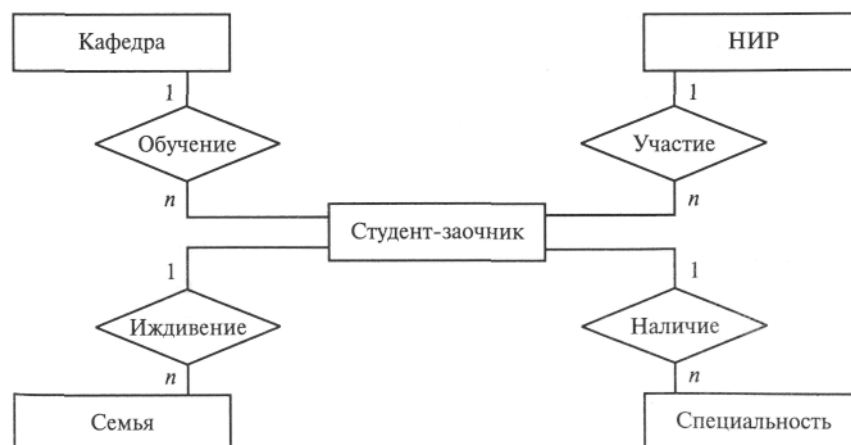 Кафедра
НИР
1
1
Обучение
Участие
n
n
Студент-заочник
1
1
Иждивение
Наличие
n
n
Семья
Специальность